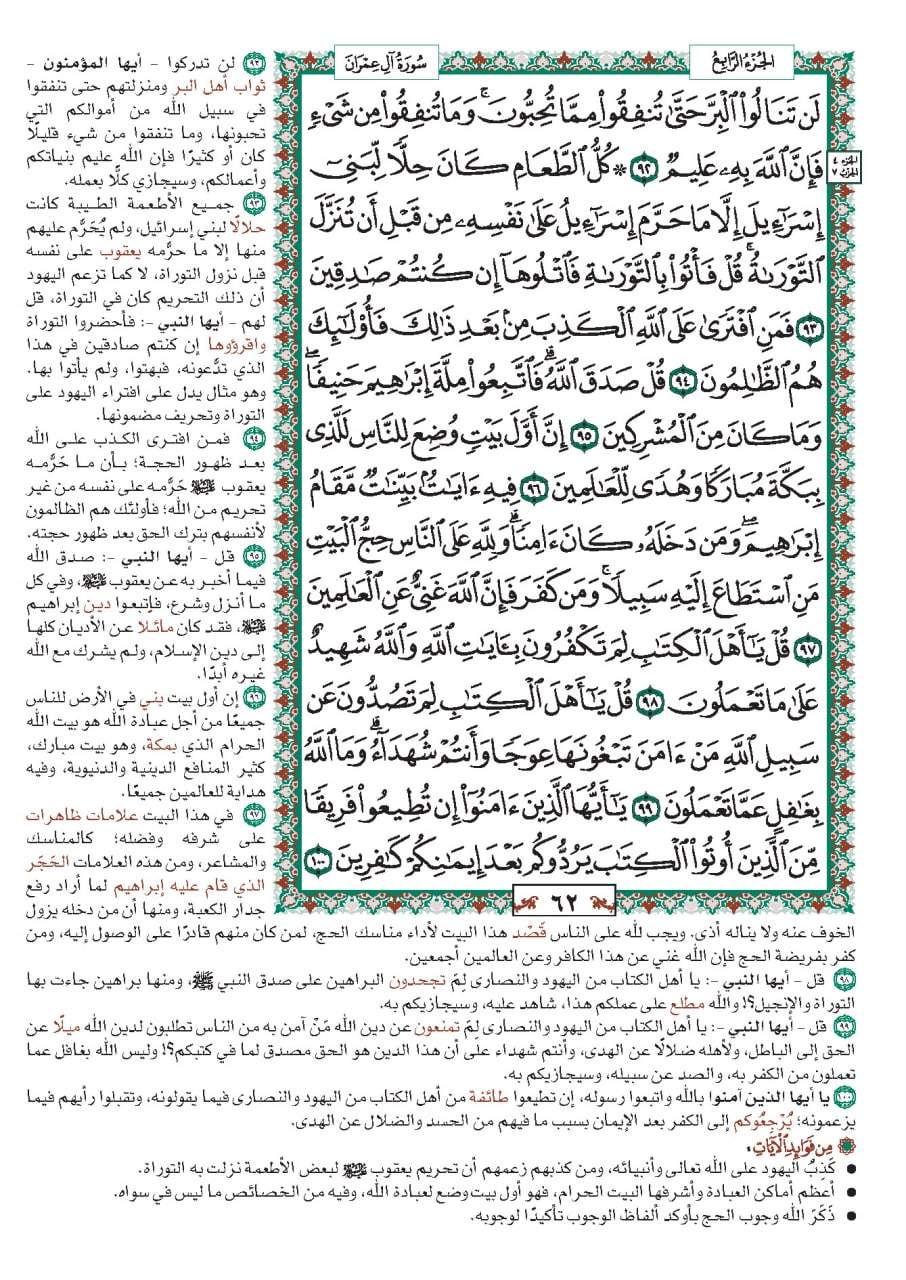 الجُزْءُ الرَّابِعُ
سُورَةُ آلِ عِمْرَانَ
لَن تَنَالُوا۟ ٱلْبِرَّ حَتَّىٰ تُنفِقُوا۟ مِمَّا تُحِبُّونَۚ وَمَا تُنفِقُوا۟ مِن شَىْءٍ
فَإِنَّ ٱللَّهَ بِهِۦ عَلِيمٌ ٩٢ ۞ كُلُّ ٱلطَّعَامِ كَانَ حِلًّا لِّبَنِىٓ
إِسْرَٰٓءِيلَ إِلَّا مَا حَرَّمَ إِسْرَٰٓءِيلُ عَلَىٰ نَفْسِهِۦ مِن قَبْلِ أَن تُنَزَّلَ
ٱلتَّوْرَىٰةُۚ قُلْ فَأْتُوا۟ بِٱلتَّوْرَىٰةِ فَٱتْلُوهَآ إِن كُنتُمْ صَٰدِقِينَ
٩٣ فَمَنِ ٱفْتَرَىٰ عَلَى ٱللَّهِ ٱلْكَذِبَ مِنۢ بَعْدِ ذَٰلِكَ فَأُو۟لَٰٓئِكَ
هُمُ ٱلظَّٰلِمُونَ ٩٤ قُلْ صَدَقَ ٱللَّهُۗ فَٱتَّبِعُوا۟ مِلَّةَ إِبْرَٰهِيمَ حَنِيفًاۖ
وَمَا كَانَ مِنَ ٱلْمُشْرِكِينَ ٩٥ إِنَّ أَوَّلَ بَيْتٍ وُضِعَ لِلنَّاسِ لَلَّذِى
بِبَكَّةَ مُبَارَكًا وَهُدًى لِّلْعَٰلَمِينَ ٩٦ فِيهِ ءَايَٰتٌۢ بَيِّنَٰتٌ مَّقَامُ
إِبْرَٰهِيمَۖ وَمَن دَخَلَهُۥ كَانَ ءَامِنًاۗ وَلِلَّهِ عَلَى ٱلنَّاسِ حِجُّ ٱلْبَيْتِ
مَنِ ٱسْتَطَاعَ إِلَيْهِ سَبِيلًاۚ وَمَن كَفَرَ فَإِنَّ ٱللَّهَ غَنِىٌّ عَنِ ٱلْعَٰلَمِينَ
٩٧ قُلْ يَٰٓأَهْلَ ٱلْكِتَٰبِ لِمَ تَكْفُرُونَ بِـَٔايَٰتِ ٱللَّهِ وَٱللَّهُ شَهِيدٌ
عَلَىٰ مَا تَعْمَلُونَ ٩٨ قُلْ يَٰٓأَهْلَ ٱلْكِتَٰبِ لِمَ تَصُدُّونَ عَن
سَبِيلِ ٱللَّهِ مَنْ ءَامَنَ تَبْغُونَهَا عِوَجًا وَأَنتُمْ شُهَدَآءُۗ وَمَا ٱللَّهُ
بِغَٰفِلٍ عَمَّا تَعْمَلُونَ ٩٩ يَٰٓأَيُّهَا ٱلَّذِينَ ءَامَنُوٓا۟ إِن تُطِيعُوا۟ فَرِيقًا
مِّنَ ٱلَّذِينَ أُوتُوا۟ ٱلْكِتَٰبَ يَرُدُّوكُم بَعْدَ إِيمَٰنِكُمْ كَٰفِرِينَ ١٠٠
٦٢
الجزء ٤
الحزب ٧
٩٢ لن تدركوا - أيها المؤمنون -
ثواب أهل البر ومنزلتهم حتى تنفقوا
في سبيل الله من أموالكم التي
تحبونها، وما تنفقوا من شيء قليلًا
كان أو كثيرًا فإن الله عليم بنياتكم
وأعمالكم، وسيجازي كلًّا بعمله.
٩٣ جميع الأطعمة الطيبة كانت
حلالًا لبني إسرائيل، ولم يُحَرَّم عليهم
منها إلا ما حرَّمه يعقوب على نفسه
قبل نزول التوراة، لا كما تزعم اليهود
أن ذلك التحريم كان في التوراة، قل
لهم - أيها النبي -: فأحضروا التوراة
واقرؤوها إن كنتم صادقين في هذا
الذي تدَّعونه، فبهتوا، ولم يأتوا بها.
وهو مثال يدل على افتراء اليهود على
التوراة وتحريف مضمونها.
٩٤ فمن افترى الكذب على الله
بعد ظهور الحجة؛ بأن ما حَرَّمه
يعقوب ﷺ حَرَّمه على نفسه من غير
تحريم من الله؛ فأولئك هم الظالمون
لأنفسهم بترك الحق بعد ظهور حجته.
٩٥ قل - أيها النبي -: صدق الله
فيما أخبر به عن يعقوب ﷺ، وفي كل
ما أنزل وشرع، فاتبعوا دين إبراهيم
ﷺ، فقد كان مائلًا عن الأديان كلها
إلى دين الإسلام، ولم يشرك مع الله
غيره أبدًا.
٩٦ إن أول بيت بني في الأرض للناس
جميعًا من أجل عبادة الله هو بيت الله
الحرام الذي بمكة، وهو بيت مبارك،
كثير المنافع الدينية والدنيوية، وفيه
هداية للعالمين جميعًا.
٩٧ في هذا البيت علامات ظاهرات
على شرفه وفضله؛ كالمناسك
والمشاعر، ومن هذه العلامات الحَجَر
الذي قام عليه إبراهيم لما أراد رفع
جدار الكعبة، ومنها أن من دخله يزول
الخوف عنه ولا يناله أذى. ويجب لله على الناس قَصْد هذا البيت لأداء مناسك الحج، لمن كان منهم قادرًا على الوصول إليه، ومن
كفر بفريضة الحج فإن الله غني عن هذا الكافر وعن العالمين أجمعين.
٩٨ قل - أيها النبي -: يا أهل الكتاب من اليهود والنصارى لِمَ تجحدون البراهين على صدق النبي ﷺ، ومنها براهين جاءت بها
التوراة والإنجيل؟! والله مطلع على عملكم هذا، شاهد عليه، وسيجازيكم به.
٩٩ قل - أيها النبي -: يا أهل الكتاب من اليهود والنصارى لِمَ تمنعون عن دين الله مَنْ آمن به من الناس تطلبون لدين الله ميلًا عن
الحق إلى الباطل، ولأهله ضلالًا عن الهدى، وأنتم شهداء على أن هذا الدين هو الحق مصدق لما في كتبكم؟! وليس الله بغافل عما
تعملون من الكفر به، والصد عن سبيله، وسيجازيكم به.
١٠٠ يا أيها الذين آمنوا بالله واتبعوا رسوله، إن تطيعوا طائفة من أهل الكتاب من اليهود والنصارى فيما يقولونه، وتتقبلوا رأيهم فيما
يزعمونه؛ يُرْجِعُوكم إلى الكفر بعد الإيمان بسبب ما فيهم من الحسد والضلال عن الهدى.
مِن فَوَائِدِ الآيَاتِ:
• كَذِبُ اليهود على الله تعالى وأنبيائه، ومن كذبهم زعمهم أن تحريم يعقوب ﷺ لبعض الأطعمة نزلت به التوراة.
• أعظم أماكن العبادة وأشرفها البيت الحرام، فهو أول بيت وضع لعبادة الله، وفيه من الخصائص ما ليس في سواه.
• ذَكَرَ الله وجوب الحج بأوكد ألفاظ الوجوب تأكيدًا لوجوبه.